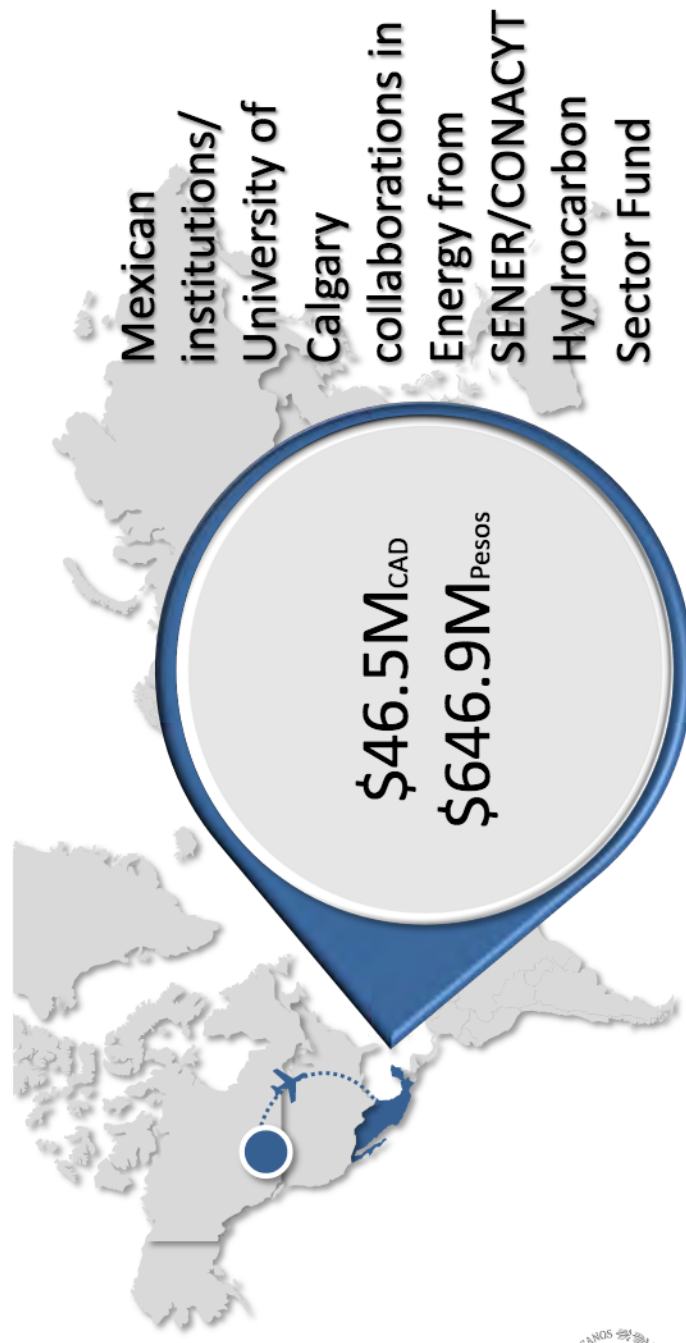 Mexican
institutions/
University of
Calgary
collaborations in
Energy from
SENER/CONACYT
Hydrocarbon
Sector Fund
$46.5MCAD
$646.9MPesos